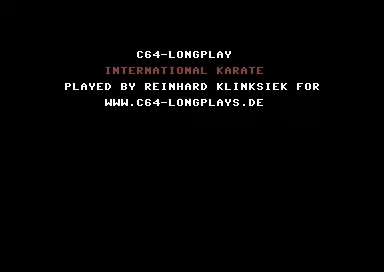 C64-LONGPLAY
INTERNATIONAL KARATE
PLAYED BY REINHARD KLINKSIEK FOR
WWW.C64-LONGPLAYS.DE